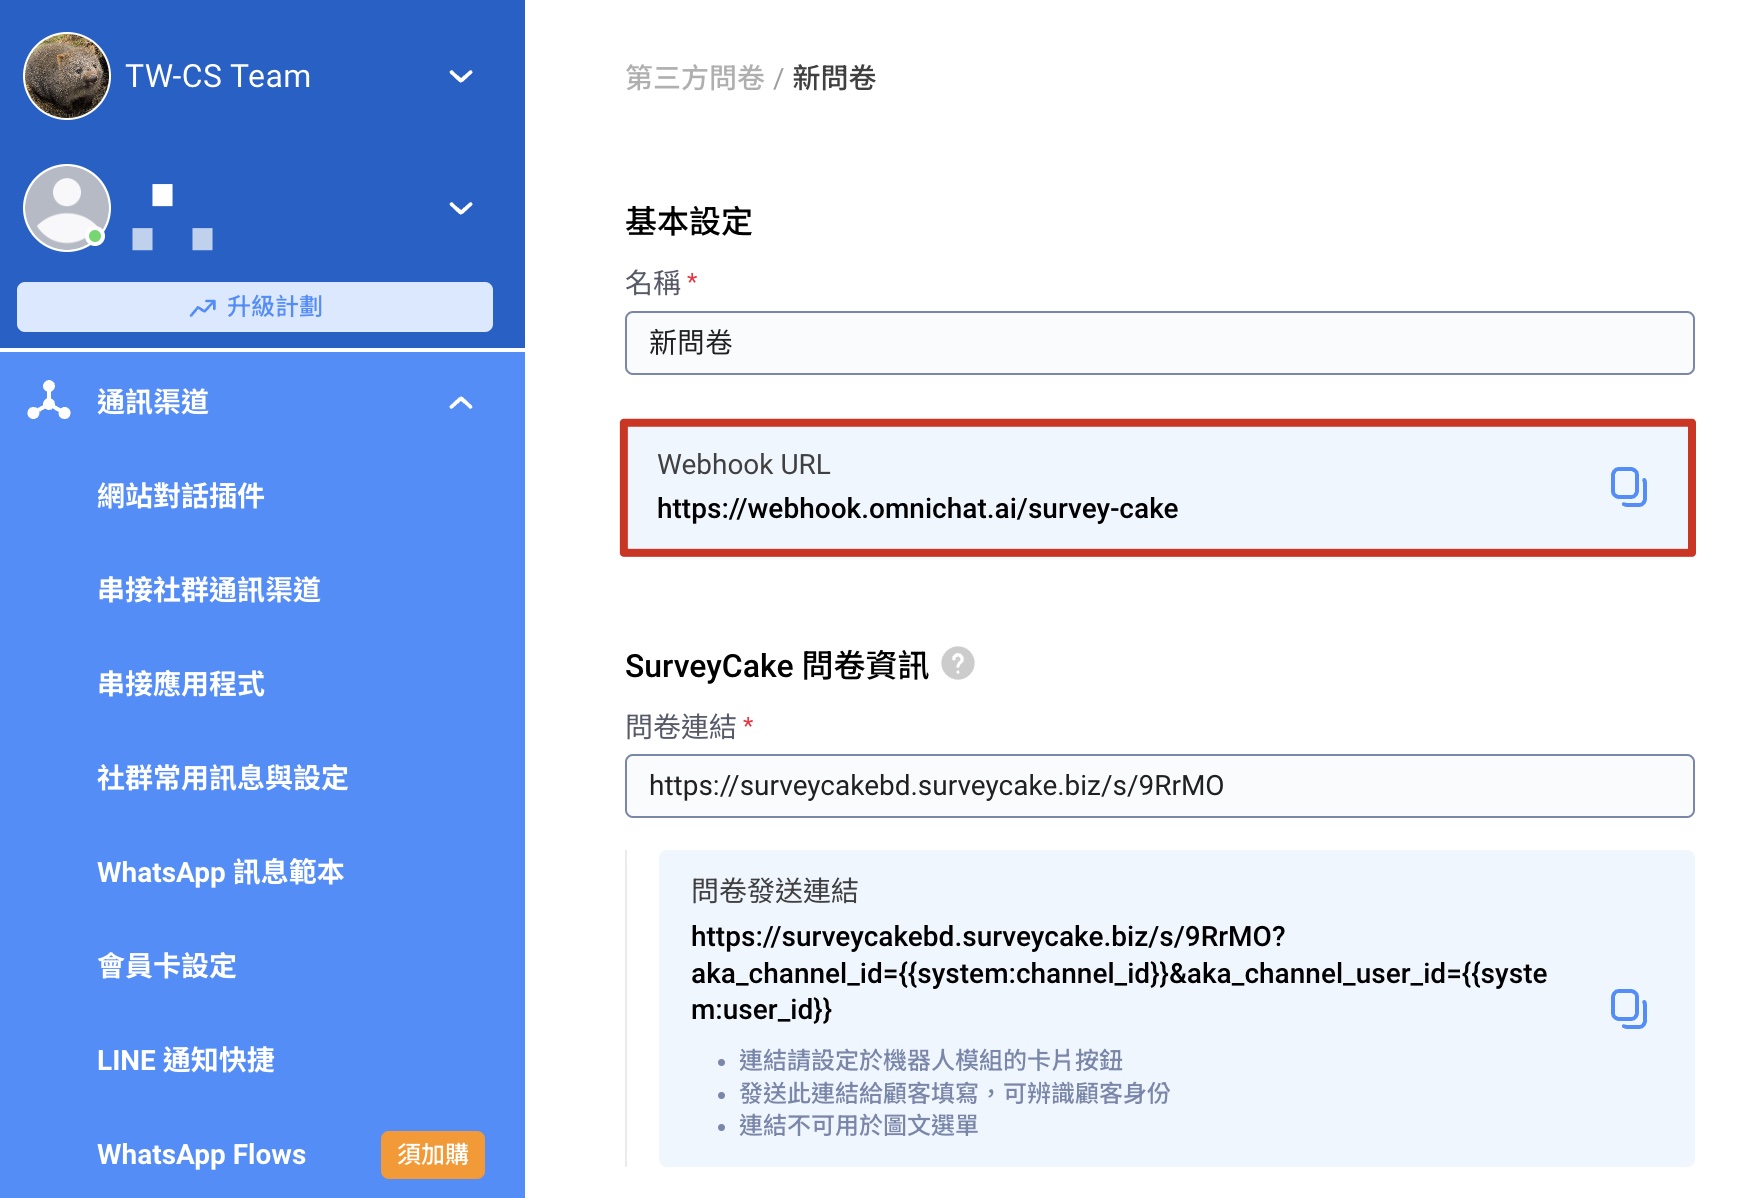 TW-CS Team
升級計劃
通訊渠道
網站對話插件
串接社群通訊渠道
串接應用程式
社群常用訊息與設定
WhatsApp 訊息範本
會員卡設定
LINE 通知快捷
WhatsApp Flows 須加購
第三方問卷 / 新問卷
基本設定
名稱 *
新問卷
Webhook URL
https://webhook.omnichat.ai/survey-cake
SurveyCake 問卷資訊 ?
問卷連結 *
https://surveycakebd.surveycake.biz/s/9RrMO
問卷發送連結
https://surveycakebd.surveycake.biz/s/9RrMO?
aka_channel_id={{system:channel_id}}&aka_channel_user_id={{syste
m:user_id}}
• 連結請設定於機器人模組的卡片按鈕
• 發送此連結給顧客填寫，可辨識顧客身份
• 連結不可用於圖文選單